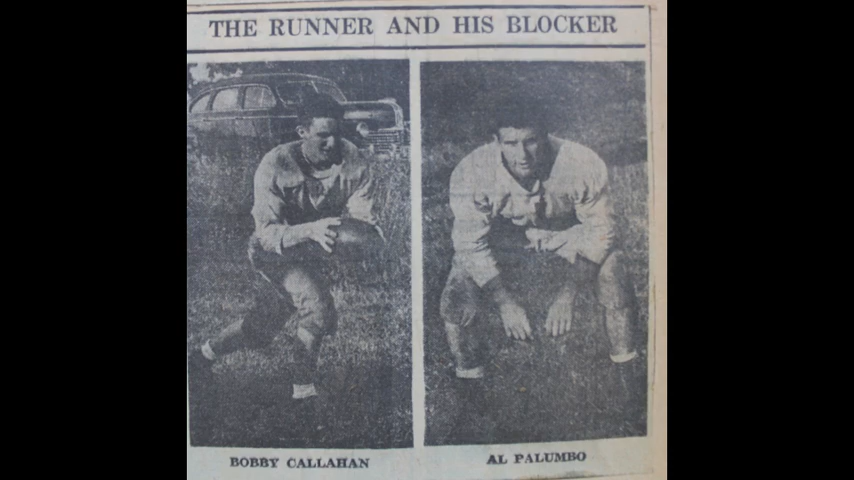 THE RUNNER AND HIS BLOCKER
BOBBY CALLAHAN
AL PALUMBO